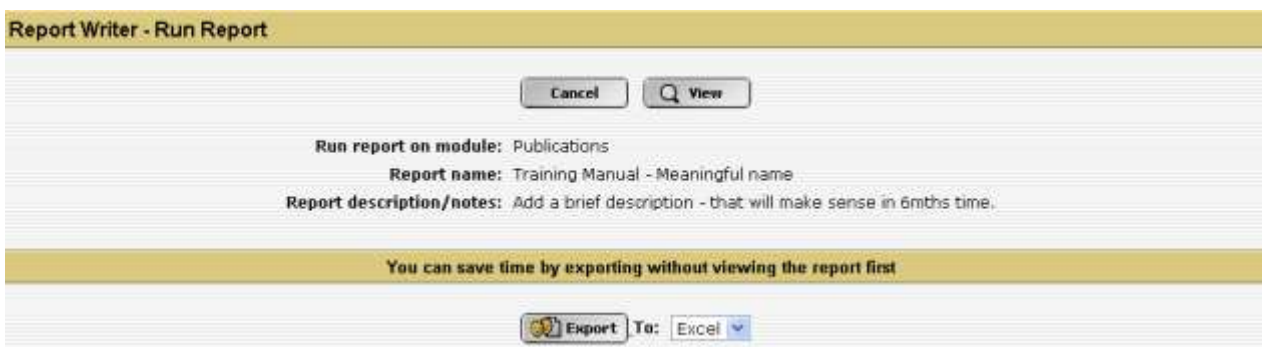 Report Writer - Run Report
Cancel View
Run report on module: Publications
Report name: Training Manual - Meaningful name
Report description/notes: Add a brief description - that will make sense in 6mths time.
You can save time by exporting without viewing the report first
Export To: Excel